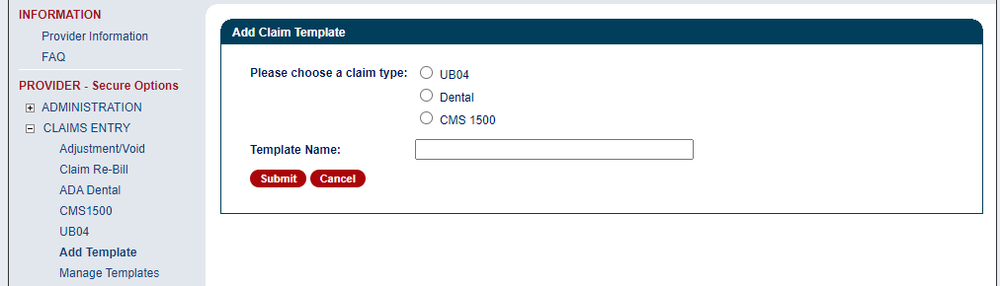 INFORMATION
Provider Information
FAQ
PROVIDER - Secure Options
ADMINISTRATION
CLAIMS ENTRY
Adjustment/Void
Claim Re-Bill
ADA Dental
CMS1500
UB04
Add Template
Manage Templates
Add Claim Template
Please choose a claim type:
UB04
Dental
CMS 1500
Template Name:
Submit Cancel